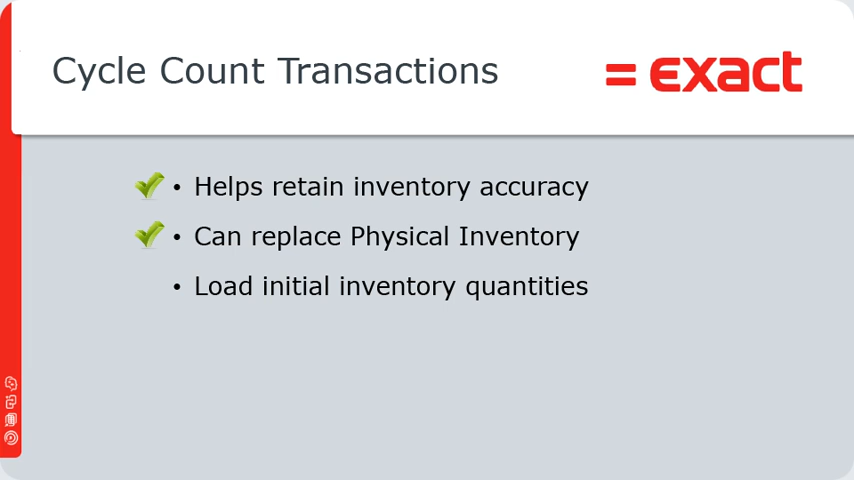 Cycle Count Transactions
= exact
• Helps retain inventory accuracy
• Can replace Physical Inventory
• Load initial inventory quantities